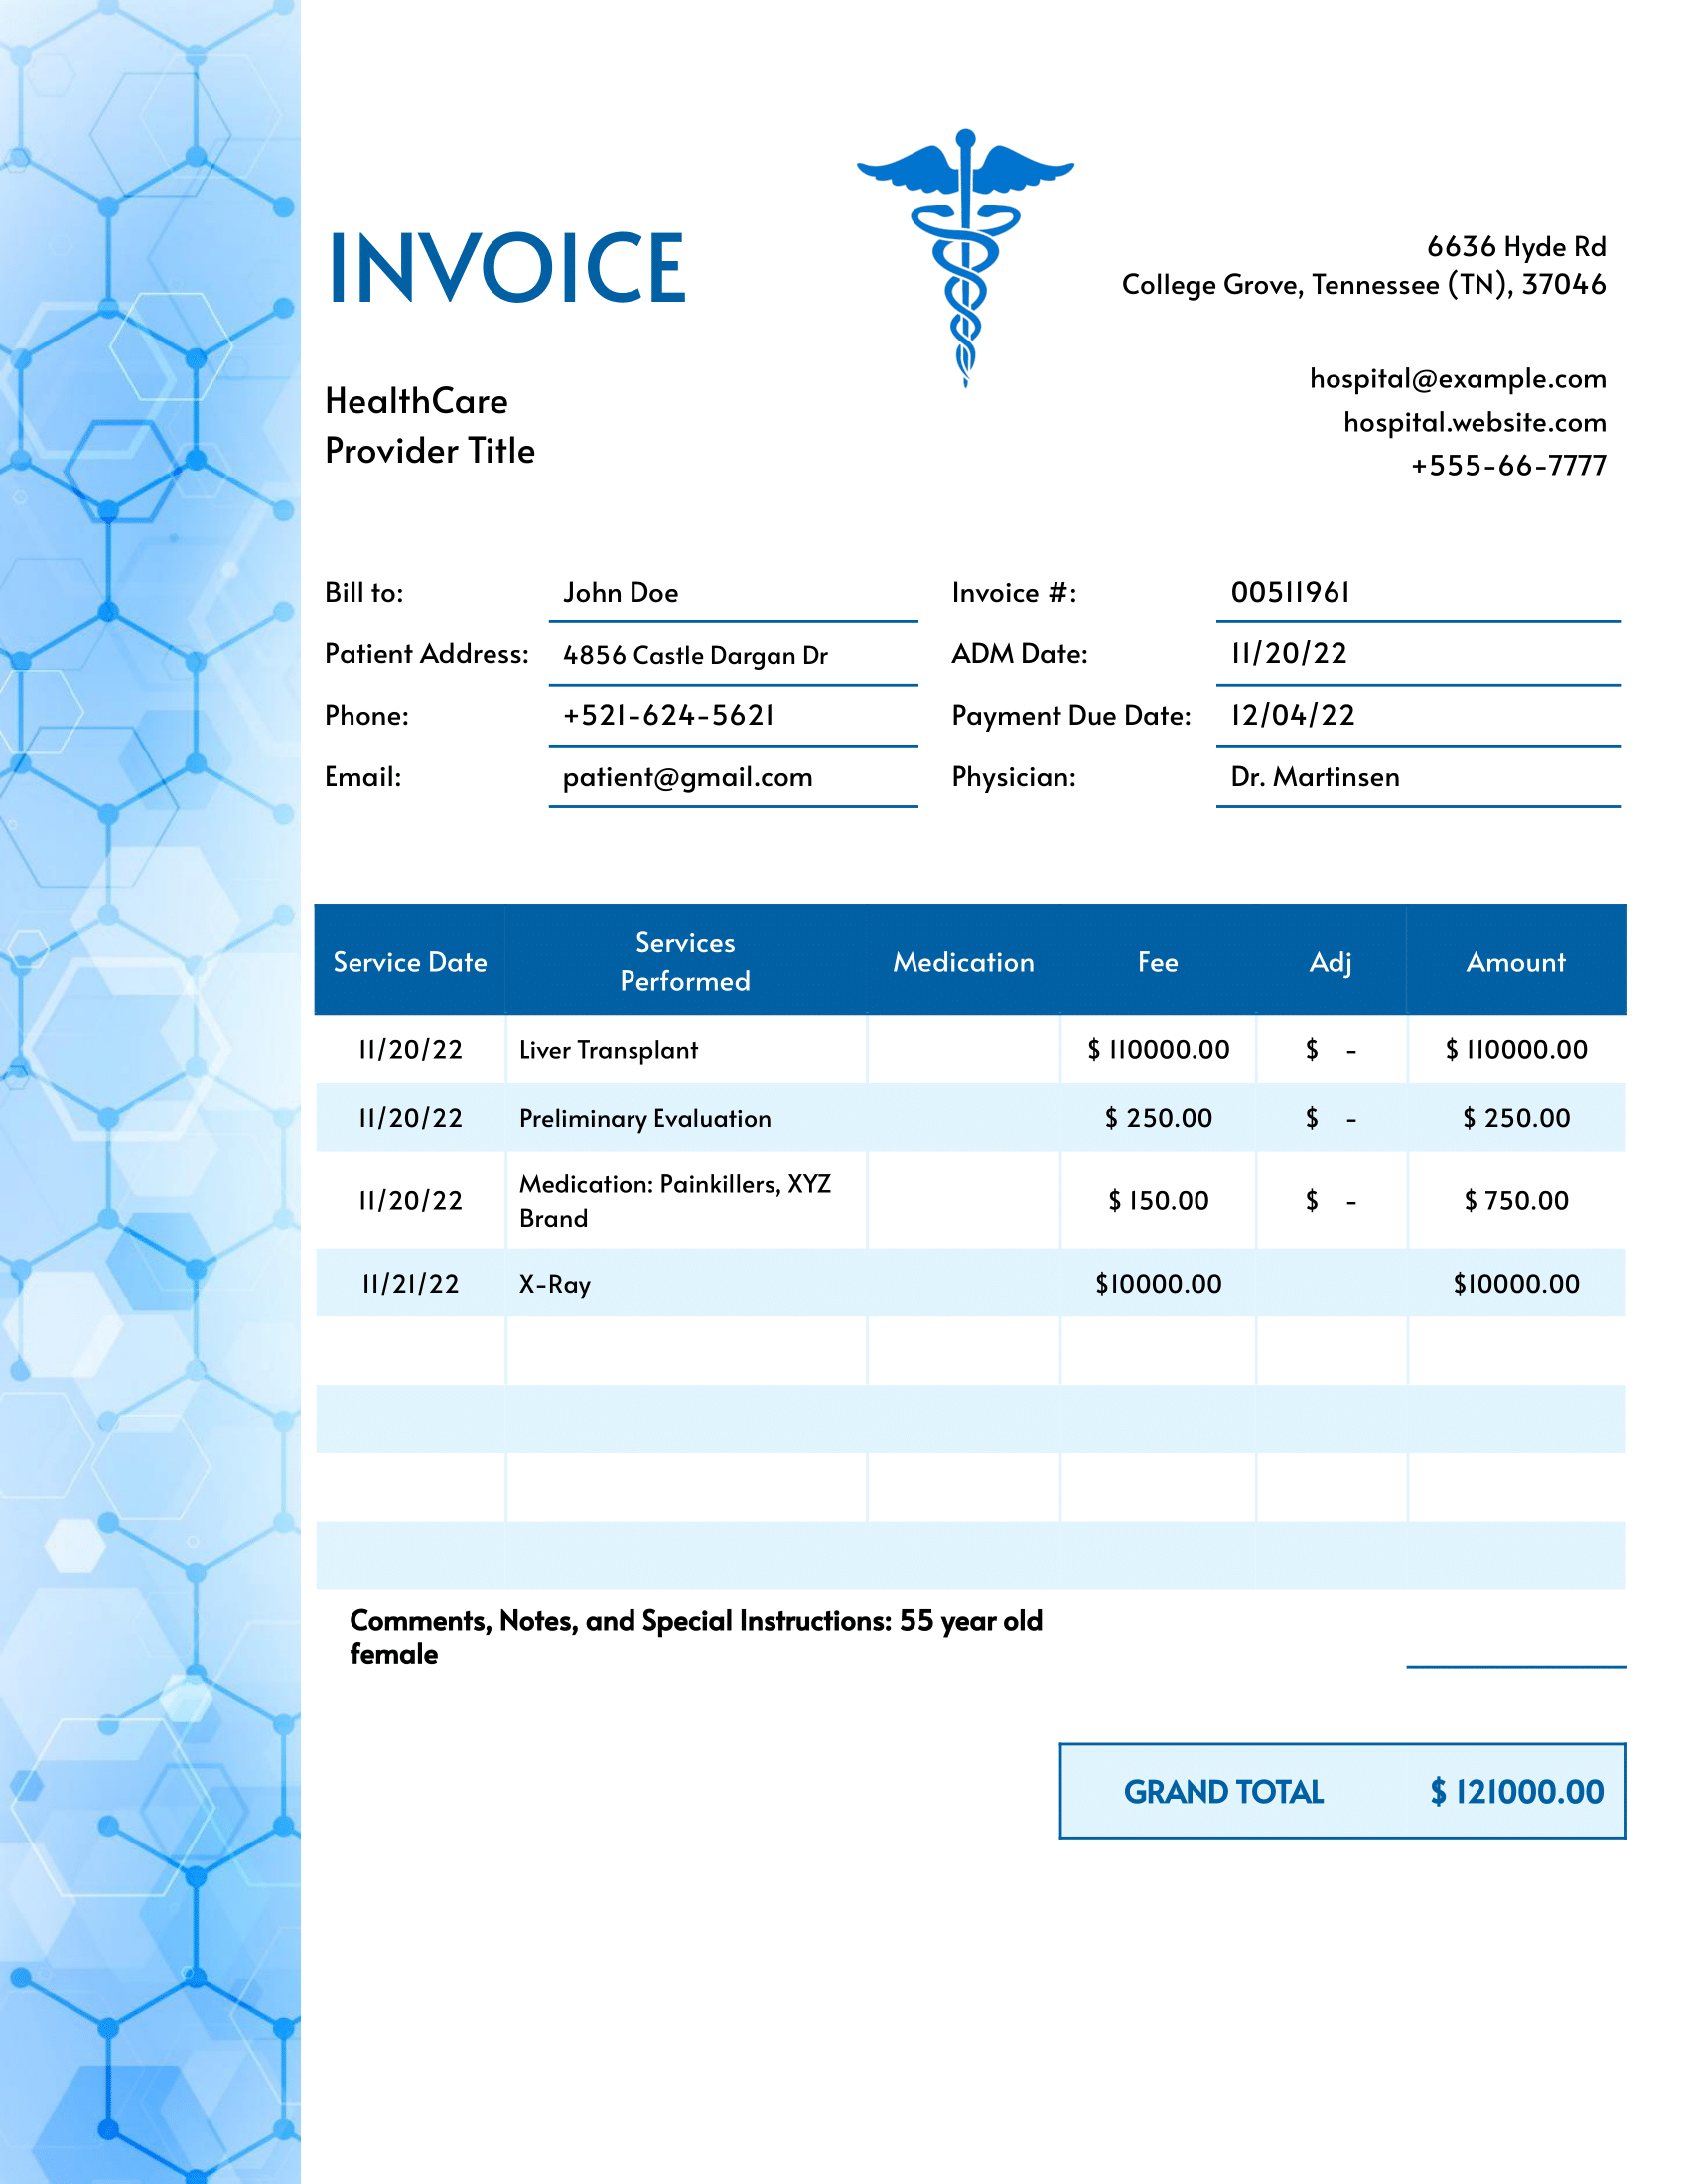 INVOICE
6636 Hyde Rd
College Grove, Tennessee (TN), 37046
HealthCare
Provider Title
hospital@example.com
hospital.website.com
+555-66-7777
Bill to: John Doe Invoice #: 00511961
Patient Address: 4856 Castle Dargan Dr ADM Date: 11/20/22
Phone: +521-624-5621 Payment Due Date: 12/04/22
Email: patient@gmail.com Physician: Dr. Martinsen
Service Date Services Performed Medication Fee Adj Amount
11/20/22 Liver Transplant $ 110000.00 $ - $ 110000.00
11/20/22 Preliminary Evaluation $ 250.00 $ - $ 250.00
11/20/22 Medication: Painkillers, XYZ Brand $ 150.00 $ - $ 750.00
11/21/22 X-Ray $10000.00 $10000.00
Comments, Notes, and Special Instructions: 55 year old
female
GRAND TOTAL $ 121000.00